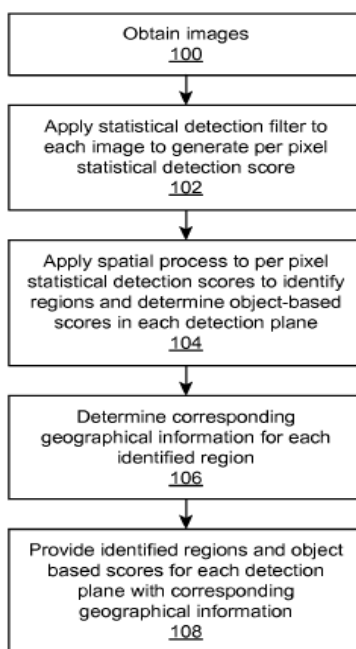 Obtain images
100
Apply statistical detection filter to
each image to generate per pixel
statistical detection score
102
Apply spatial process to per pixel
statistical detection scores to identify
regions and determine object-based
scores in each detection plane
104
Determine corresponding
geographical information for each
identified region
106
Provide identified regions and object
based scores for each detection
plane with corresponding
geographical information
108